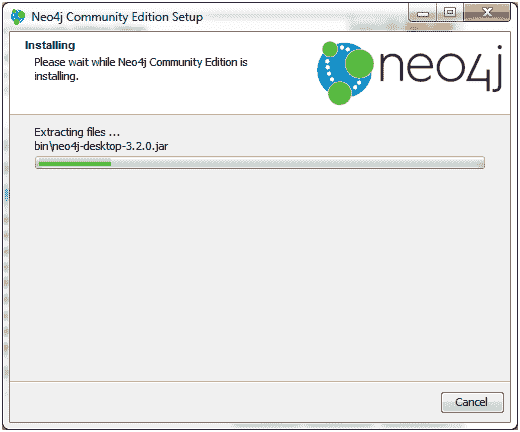 Neo4j Community Edition Setup
Installing
Please wait while Neo4j Community Edition is
installing.
neo4j
Extracting files ...
bin\neo4j-desktop-3.2.0.jar
Cancel